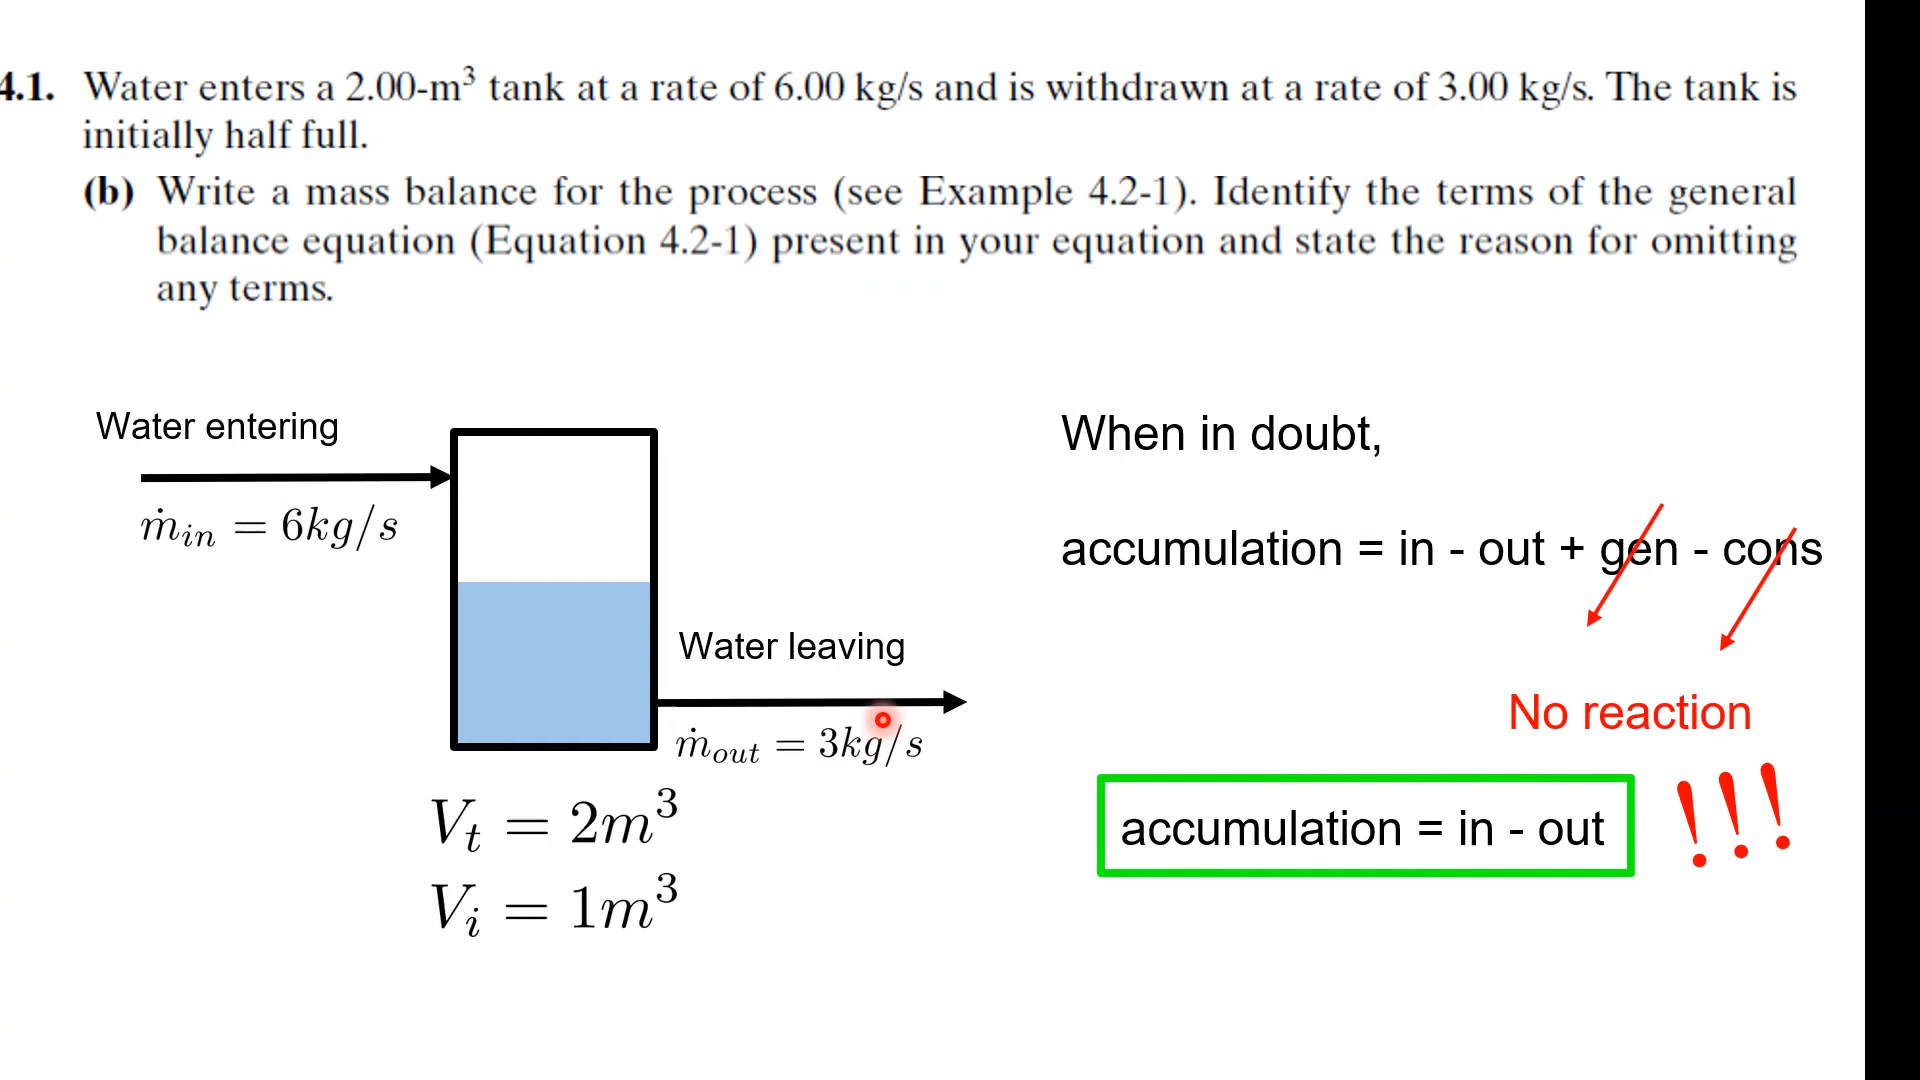 4.1. Water enters a 2.00-m³ tank at a rate of 6.00 kg/s and is withdrawn at a rate of 3.00 kg/s. The tank is
initially half full.
(b) Write a mass balance for the process (see Example 4.2-1). Identify the terms of the general
balance equation (Equation 4.2-1) present in your equation and state the reason for omitting
any terms.
Water entering
ṁ_in = 6kg/s
Water leaving
ṁ_out = 3kg/s
V_t = 2m³
V_i = 1m³
When in doubt,
accumulation = in - out + gen - cons
No reaction
accumulation = in - out
!!!